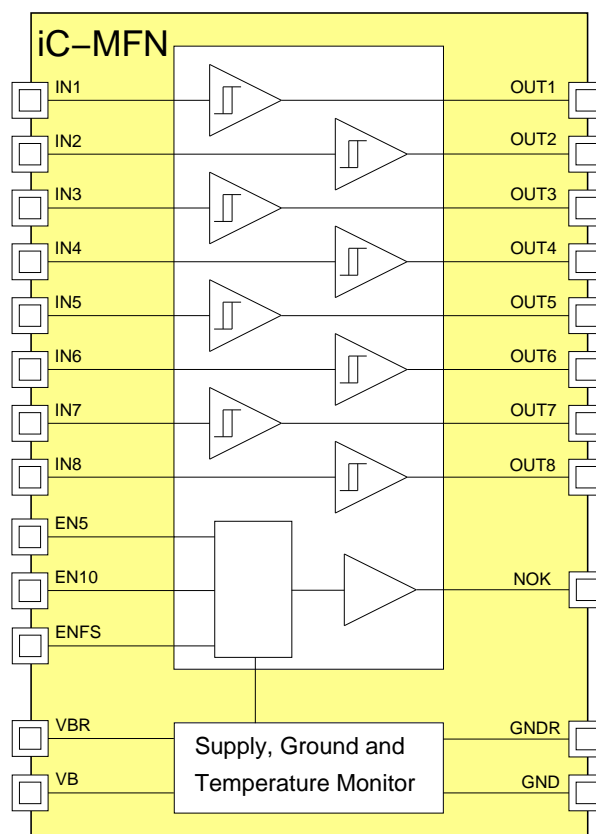 iC–MFN
IN1
OUT1
IN2
OUT2
IN3
OUT3
IN4
OUT4
IN5
OUT5
IN6
OUT6
IN7
OUT7
IN8
OUT8
EN5
EN10
NOK
ENFS
VBR
GNDR
Supply, Ground and
Temperature Monitor
VB
GND